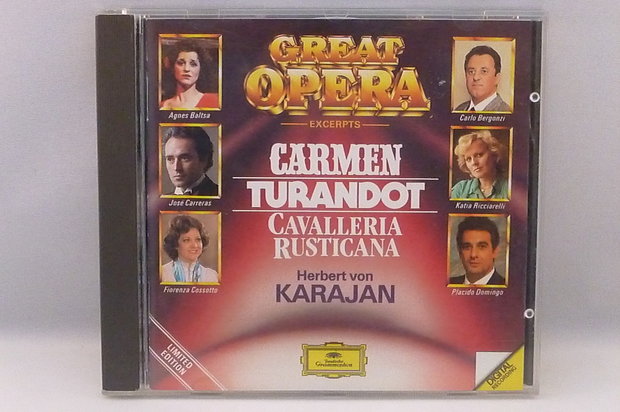 GREAT
OPERA
EXCERPTS
CARMEN
TURANDOT
CAVALLERIA
RUSTICANA
Herbert von
KARAJAN
Agnes Baltsa
José Carreras
Fiorenza Cossotto
Carlo Bergonzi
Katia Ricciarelli
Placido Domingo
LIMITED
EDITION
Deutsche
Grammophon
DIGITAL
RECORDING